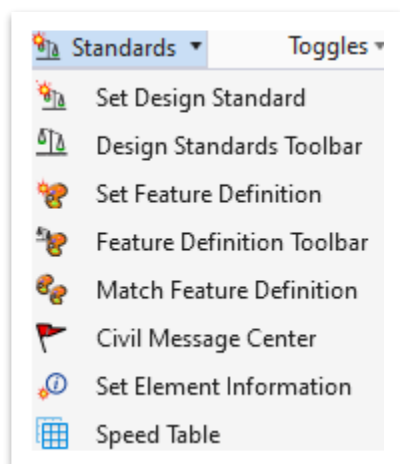 Standards Toggles
Set Design Standard
Design Standards Toolbar
Set Feature Definition
Feature Definition Toolbar
Match Feature Definition
Civil Message Center
Set Element Information
Speed Table